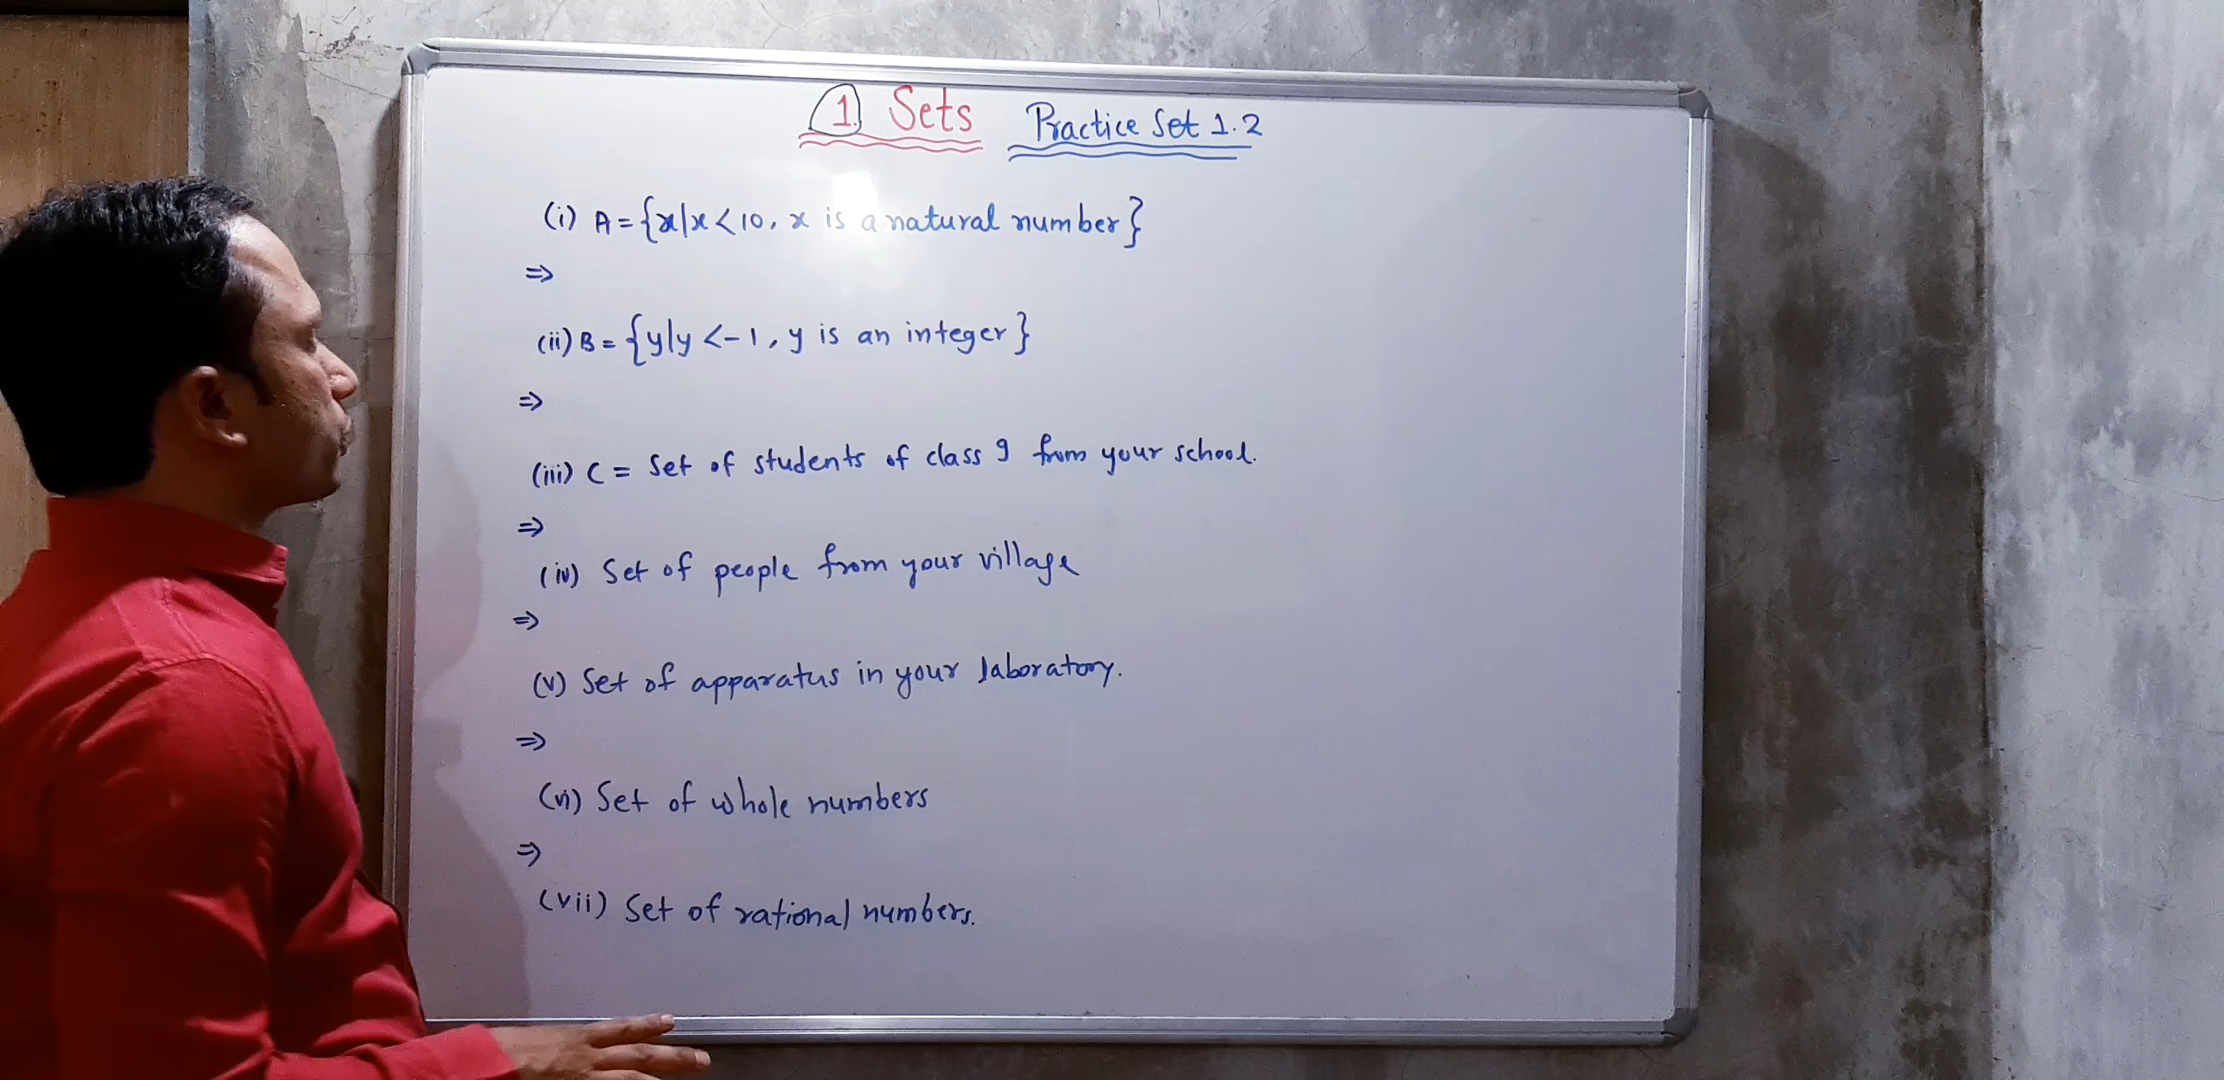 1. Sets Practice Set 1.2
(i) A = {x|x < 10, x is a natural number}
⇒
(ii) B = {y|y < -1, y is an integer}
⇒
(iii) C = Set of students of class 9 from your school.
⇒
(iv) Set of people from your village
⇒
(v) Set of apparatus in your laboratory.
⇒
(vi) Set of whole numbers
⇒
(vii) Set of rational numbers.